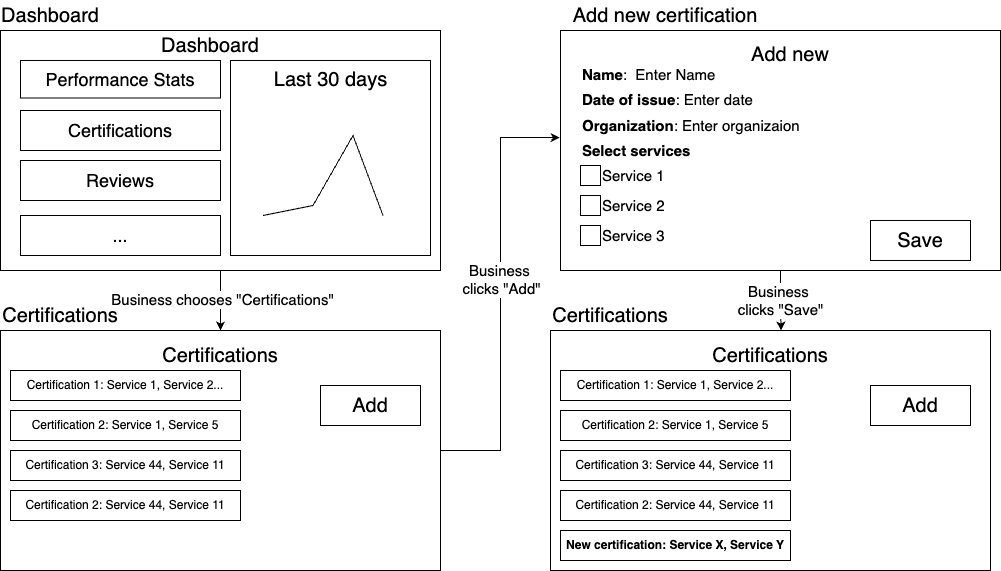 Dashboard
Dashboard
Performance Stats
Certifications
Reviews
...
Last 30 days
Business chooses "Certifications"
Certifications
Certifications
Certification 1: Service 1, Service 2...
Certification 2: Service 1, Service 5
Certification 3: Service 44, Service 11
Certification 2: Service 44, Service 11
Add
Business
clicks "Add"
Add new certification
Add new
Name: Enter Name
Date of issue: Enter date
Organization: Enter organizaion
Select services
Service 1
Service 2
Service 3
Save
Business
clicks "Save"
Certifications
Certifications
Certification 1: Service 1, Service 2...
Certification 2: Service 1, Service 5
Certification 3: Service 44, Service 11
Certification 2: Service 44, Service 11
New certification: Service X, Service Y
Add